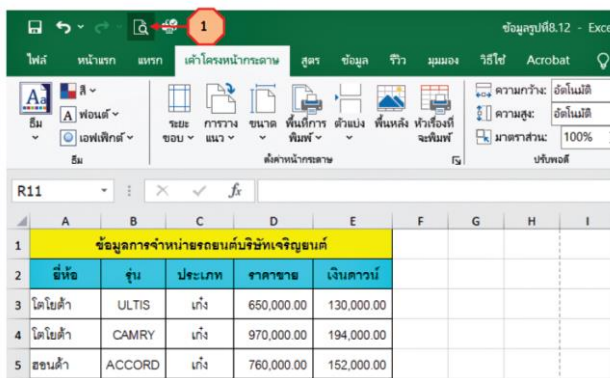 1
ข้อมูลรูปที่8.12 - Exce
ไฟล์ หน้าแรก แทรก เค้าโครงหน้ากระดาษ สูตร ข้อมูล รีวิว มุมมอง วิธีใช้ Acrobat
สี
Aa A ฟอนต์
ธีม เอฟเฟ็กต์
ธีม
ระยะขอบ การวางแนว ขนาด พื้นที่การพิมพ์ ตัวแบ่ง พื้นหลัง หัวเรื่องที่จะพิมพ์
ตั้งค่าหน้ากระดาษ
ความกว้าง: อัตโนมัติ
ความสูง: อัตโนมัติ
มาตราส่วน: 100%
ปรับพอดี
R11 fx
A B C D E F G H I
1 ข้อมูลการจำหน่ายรถยนต์บริษัทเจริญยนต์
2 ยี่ห้อ รุ่น ประเภท ราคาขาย เงินดาวน์
3 โตโยต้า ULTIS เก๋ง 650,000.00 130,000.00
4 โตโยต้า CAMRY เก๋ง 970,000.00 194,000.00
5 ฮอนด้า ACCORD เก๋ง 760,000.00 152,000.00